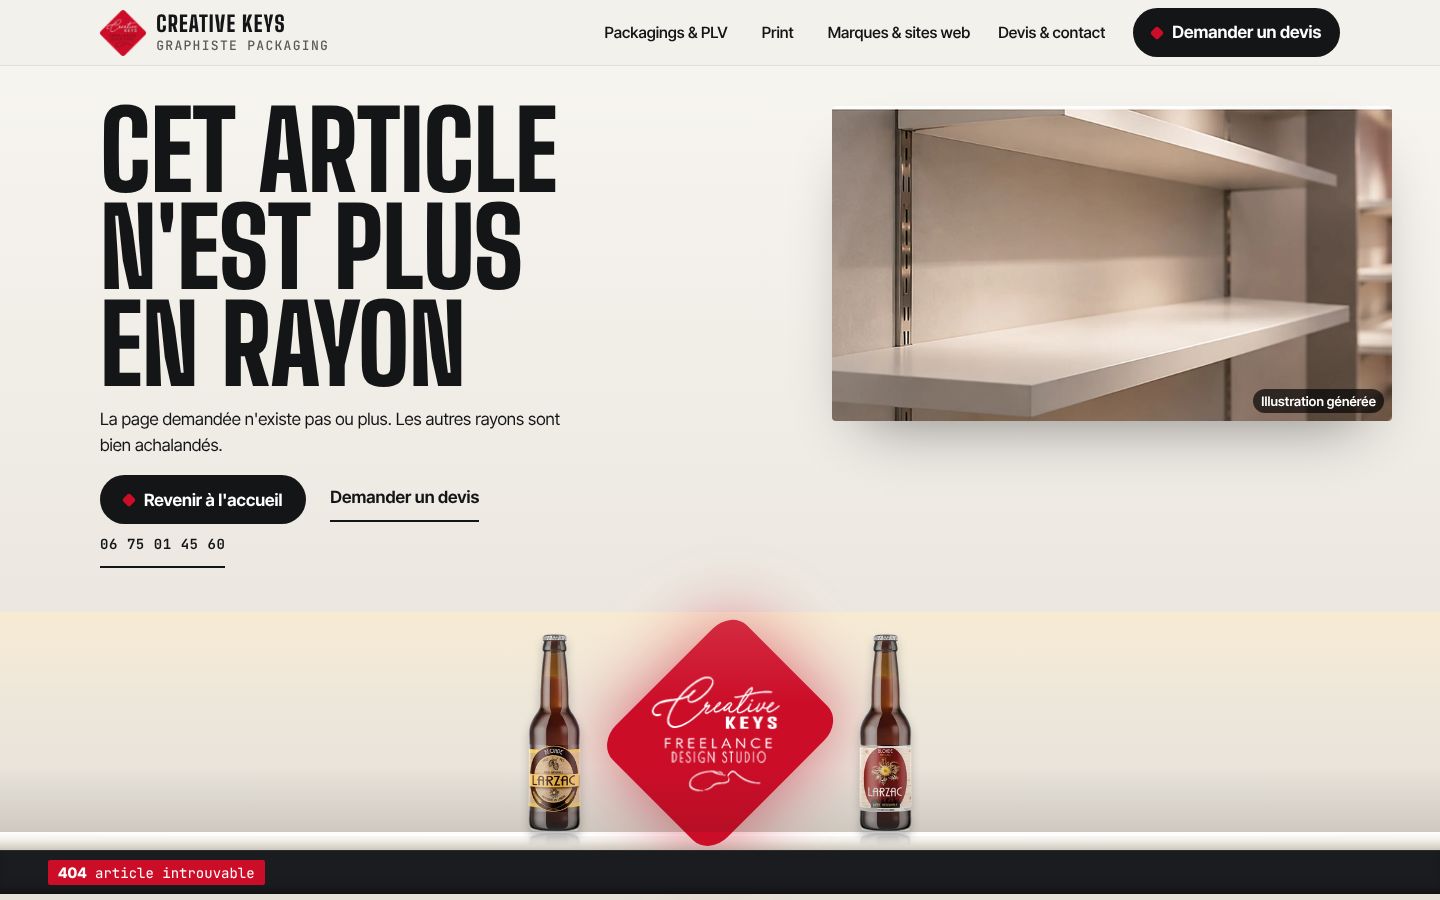 CREATIVE KEYS
GRAPHISTE PACKAGING
Packagings & PLV
Print
Marques & sites web
Devis & contact
Demander un devis
CET ARTICLE
N'EST PLUS
EN RAYON
La page demandée n'existe pas ou plus. Les autres rayons sont
bien achalandés.
Revenir à l'accueil
Demander un devis
06 75 01 45 60
Illustration générée
Creative
KEYS
FREELANCE
DESIGN STUDIO
LARZAC
BLONDE
LARZAC
404 article introuvable